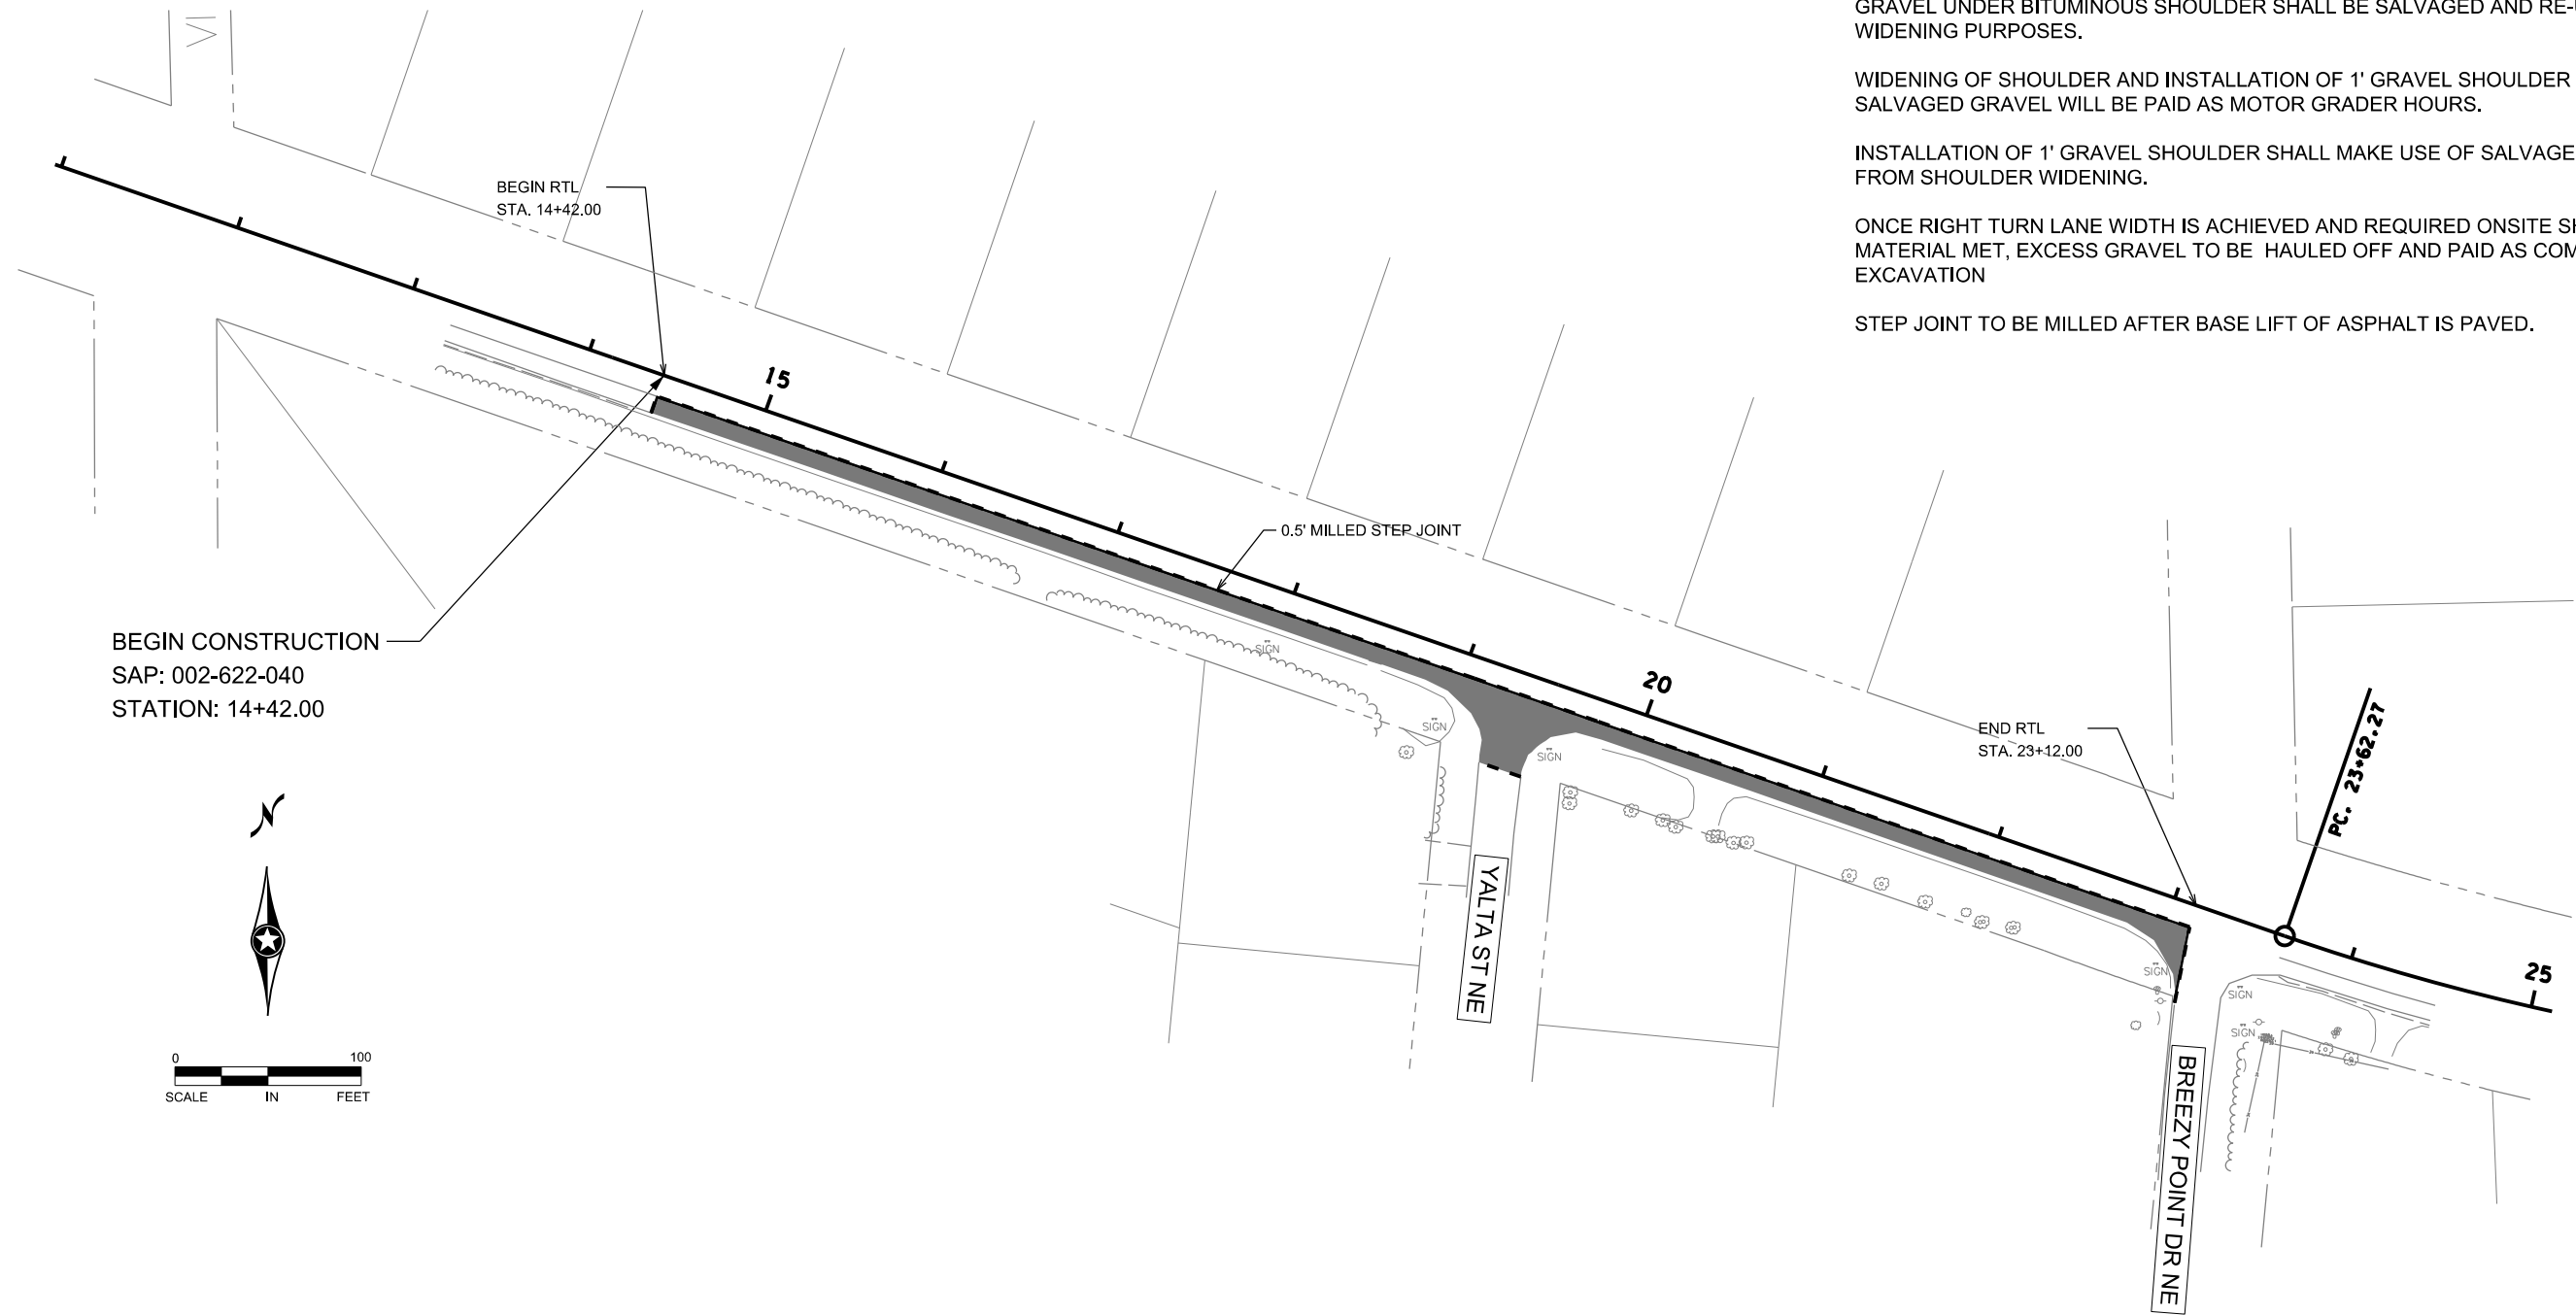 GRAVEL UNDER BITUMINOUS SHOULDER SHALL BE SALVAGED AND
WIDENING PURPOSES.
WIDENING OF SHOULDER AND INSTALLATION OF 1' GRAVEL SHOULDER
SALVAGED GRAVEL WILL BE PAID AS MOTOR GRADER HOURS.
INSTALLATION OF 1' GRAVEL SHOULDER SHALL MAKE USE OF SALVAGE
FROM SHOULDER WIDENING.
ONCE RIGHT TURN LANE WIDTH IS ACHIEVED AND REQUIRED ONSITE
MATERIAL MET, EXCESS GRAVEL TO BE HAULED OFF AND PAID AS
EXCAVATION
STEP JOINT TO BE MILLED AFTER BASE LIFT OF ASPHALT IS PAVED.
BEGIN RTL
STA. 14+42.00
15
0.5' MILLED STEP JOINT
BEGIN CONSTRUCTION
SAP: 002-622-040
STATION: 14+42.00
SIGN
SIGN
SIGN
20
END RTL
STA. 23+12.00
PC. 23+62.27
25
SIGN
SIGN
SIGN
YALTA ST NE
BREEZY POINT DR NE
N
0 100
SCALE IN FEET